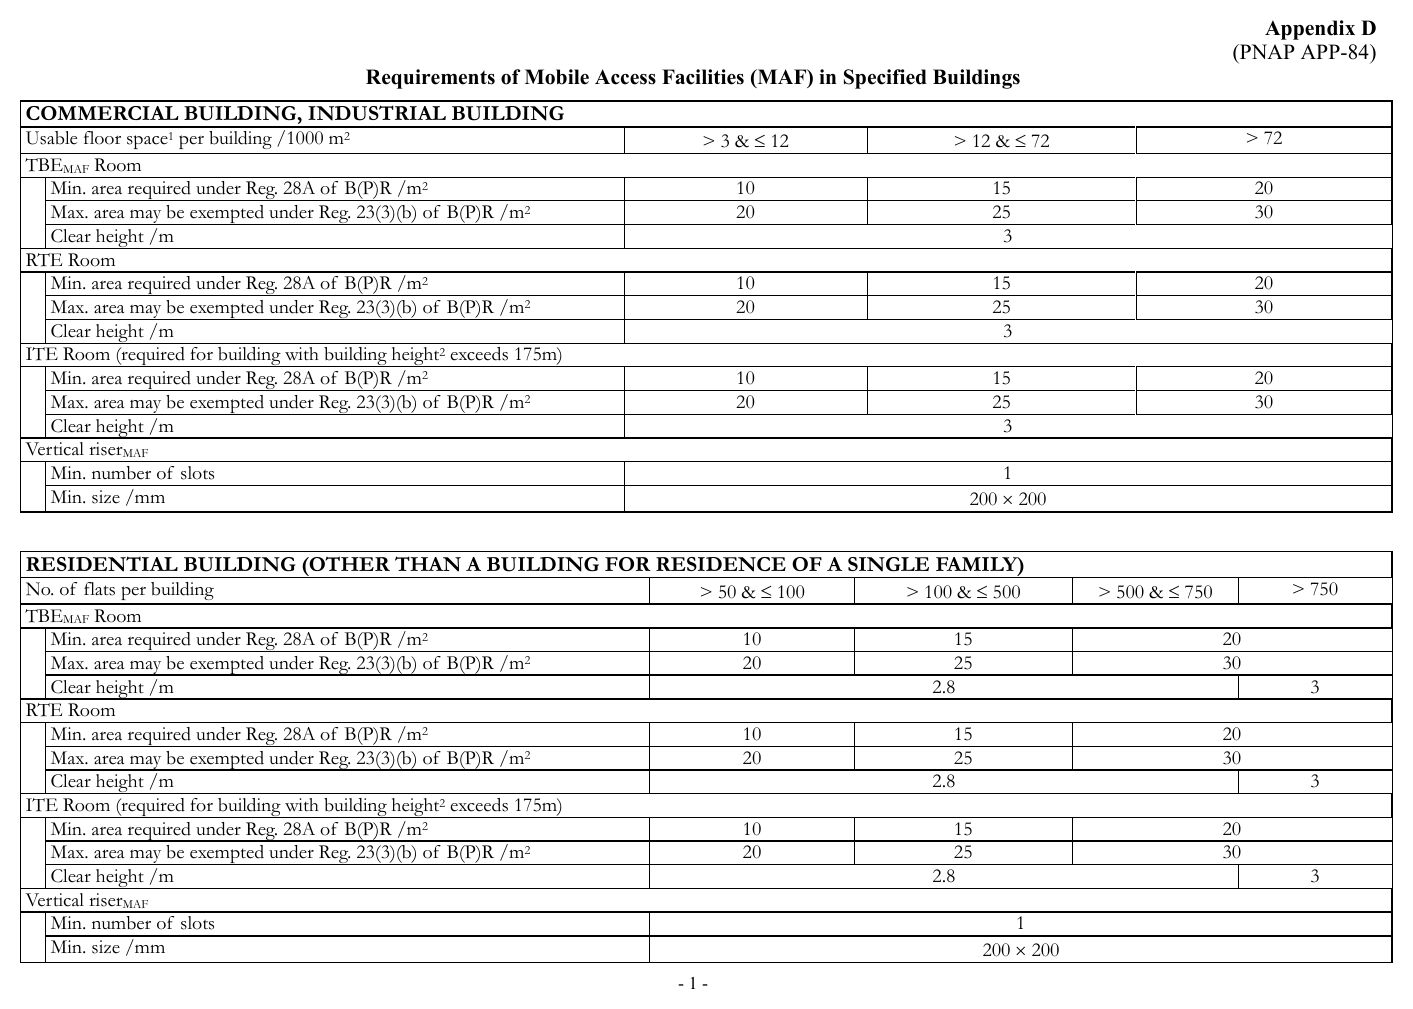 Appendix D
(PNAP APP-84)
Requirements of Mobile Access Facilities (MAF) in Specified Buildings
COMMERCIAL BUILDING, INDUSTRIAL BUILDING
Usable floor space¹ per building /1000 m² > 3 & ≤ 12 > 12 & ≤ 72 > 72
TBEMAF Room
Min. area required under Reg. 28A of B(P)R /m² 10 15 20
Max. area may be exempted under Reg. 23(3)(b) of B(P)R /m² 20 25 30
Clear height /m 3
RTE Room
Min. area required under Reg. 28A of B(P)R /m² 10 15 20
Max. area may be exempted under Reg. 23(3)(b) of B(P)R /m² 20 25 30
Clear height /m 3
ITE Room (required for building with building height² exceeds 175m)
Min. area required under Reg. 28A of B(P)R /m² 10 15 20
Max. area may be exempted under Reg. 23(3)(b) of B(P)R /m² 20 25 30
Clear height /m 3
Vertical riserMAF
Min. number of slots 1
Min. size /mm 200 × 200
RESIDENTIAL BUILDING (OTHER THAN A BUILDING FOR RESIDENCE OF A SINGLE FAMILY)
No. of flats per building > 50 & ≤ 100 > 100 & ≤ 500 > 500 & ≤ 750 > 750
TBEMAF Room
Min. area required under Reg. 28A of B(P)R /m² 10 15 20
Max. area may be exempted under Reg. 23(3)(b) of B(P)R /m² 20 25 30
Clear height /m 2.8 3
RTE Room
Min. area required under Reg. 28A of B(P)R /m² 10 15 20
Max. area may be exempted under Reg. 23(3)(b) of B(P)R /m² 20 25 30
Clear height /m 2.8 3
ITE Room (required for building with building height² exceeds 175m)
Min. area required under Reg. 28A of B(P)R /m² 10 15 20
Max. area may be exempted under Reg. 23(3)(b) of B(P)R /m² 20 25 30
Clear height /m 2.8 3
Vertical riserMAF
Min. number of slots 1
Min. size /mm 200 × 200
- 1 -